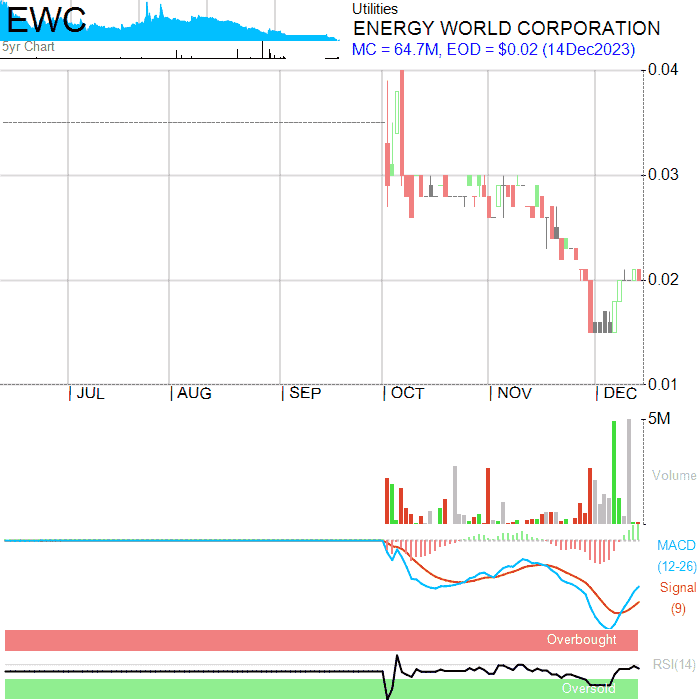 EWC
5yr Chart
Utilities
ENERGY WORLD CORPORATION
MC = 64.7M, EOD = $0.02 (14Dec2023)
0.04
0.03
0.02
0.01
JUL AUG SEP OCT NOV DEC
5M
Volume
MACD
(12-26)
Signal
(9)
Overbought
RSI(14)
Oversold